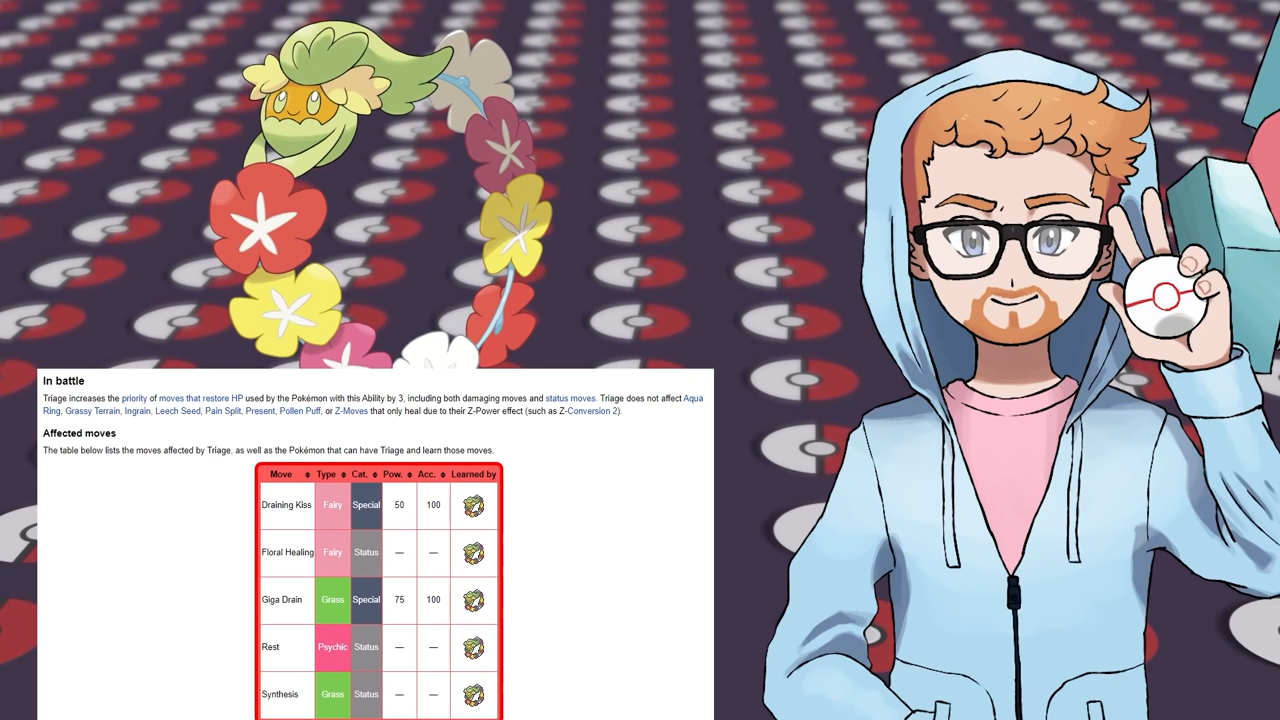 In battle
Triage increases the priority of moves that restore HP used by the Pokémon with this Ability by 3, including both damaging moves and status moves. Triage does not affect Aqua
Ring, Grassy Terrain, Ingrain, Leech Seed, Pain Split, Present, Pollen Puff, or Z-Moves that only heal due to their Z-Power effect (such as Z-Conversion 2).
Affected moves
The table below lists the moves affected by Triage, as well as the Pokémon that can have Triage and learn those moves.
Move Type Cat. Pow. Acc. Learned by
Draining Kiss Fairy Special 50 100
Floral Healing Fairy Status — —
Giga Drain Grass Special 75 100
Rest Psychic Status — —
Synthesis Grass Status — —